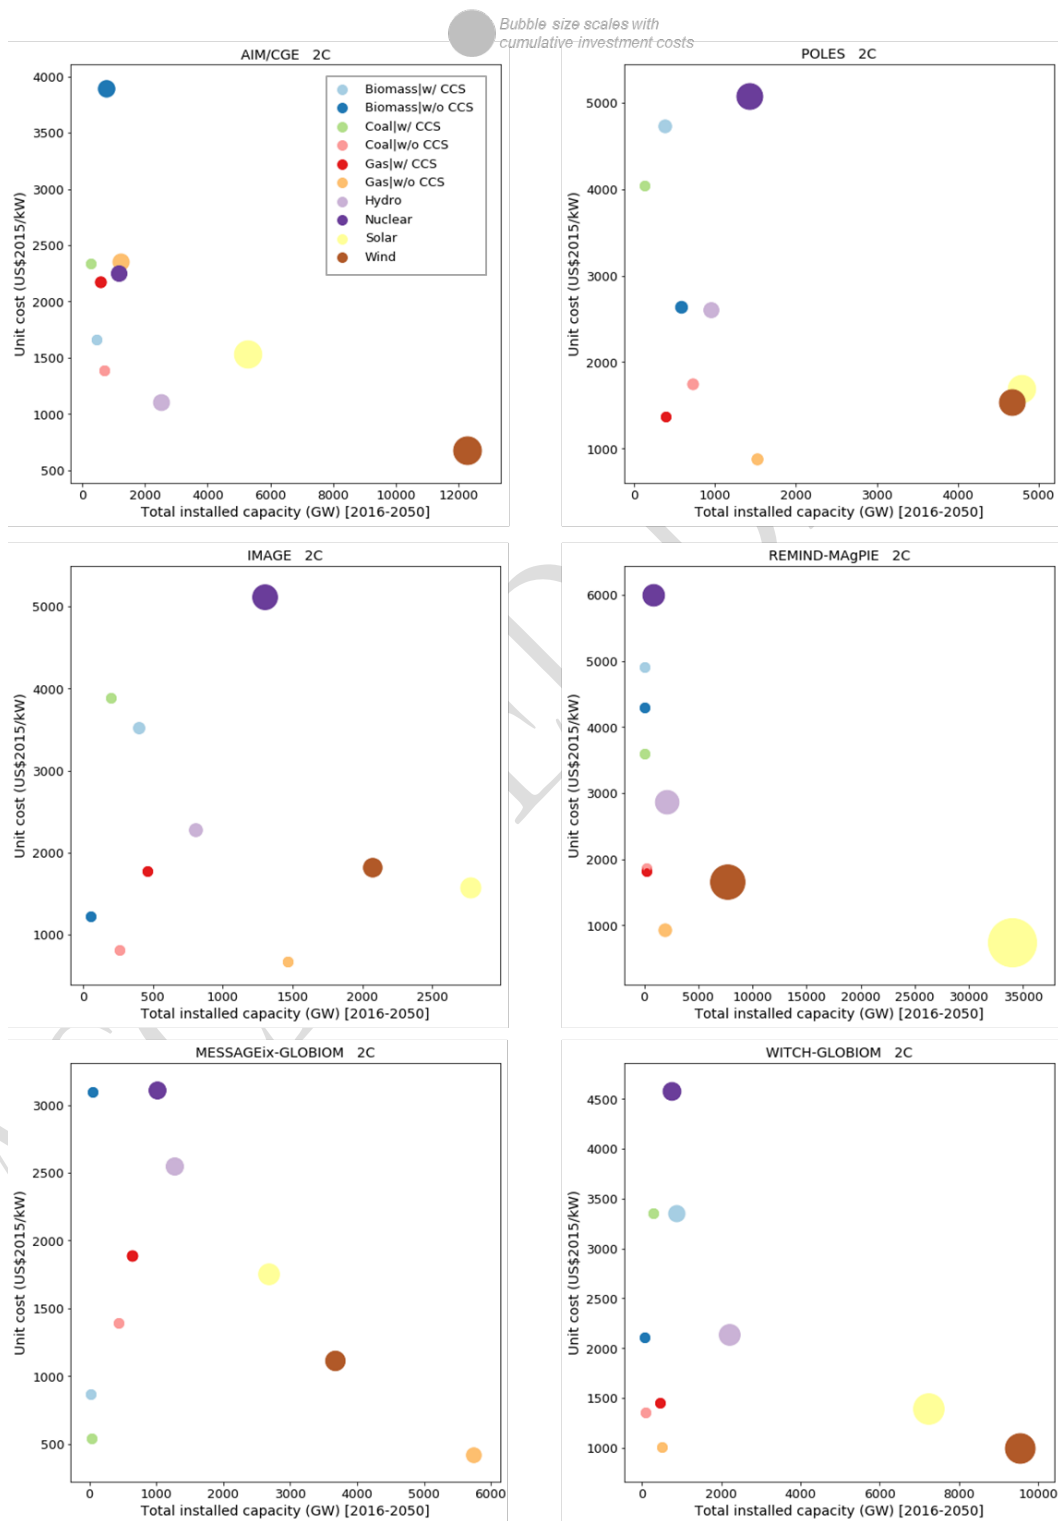 Bubble size scales with
cumulative investment costs
AIM/CGE 2C
4000
3500
3000
2500
2000
1500
1000
500
Unit cost (US$2015/kW)
Biomass|w/ CCS
Biomass|w/o CCS
Coal|w/ CCS
Coal|w/o CCS
Gas|w/ CCS
Gas|w/o CCS
Hydro
Nuclear
Solar
Wind
0 2000 4000 6000 8000 10000 12000
Total installed capacity (GW) [2016-2050]
POLES 2C
5000
4000
3000
2000
1000
Unit cost (US$2015/kW)
0 1000 2000 3000 4000 5000
Total installed capacity (GW) [2016-2050]
IMAGE 2C
5000
4000
3000
2000
1000
Unit cost (US$2015/kW)
0 500 1000 1500 2000 2500
Total installed capacity (GW) [2016-2050]
REMIND-MAgPIE 2C
6000
5000
4000
3000
2000
1000
Unit cost (US$2015/kW)
0 5000 10000 15000 20000 25000 30000 35000
Total installed capacity (GW) [2016-2050]
MESSAGEix-GLOBIOM 2C
3000
2500
2000
1500
1000
500
Unit cost (US$2015/kW)
0 1000 2000 3000 4000 5000 6000
Total installed capacity (GW) [2016-2050]
WITCH-GLOBIOM 2C
4500
4000
3500
3000
2500
2000
1500
1000
Unit cost (US$2015/kW)
0 2000 4000 6000 8000 10000
Total installed capacity (GW) [2016-2050]